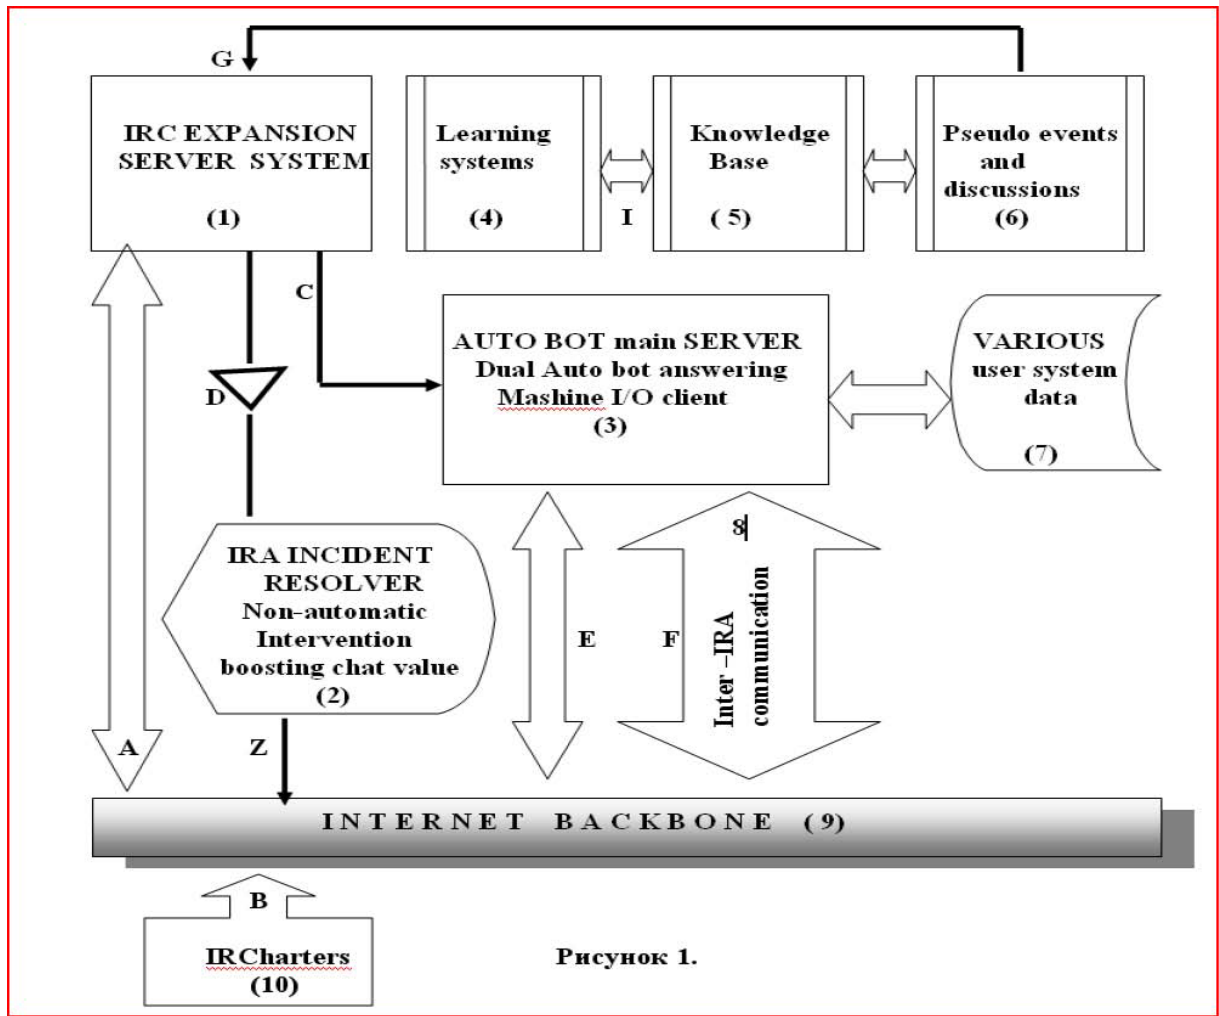 G
IRC EXPANSION
SERVER SYSTEM
(1)
Learning
systems
(4)
I
Knowledge
Base
( 5)
Pseudo events
and
discussions
(6)
C
D
AUTO BOT main SERVER
Dual Auto bot answering
Mashine I/O client
(3)
VARIOUS
user system
data
(7)
IRA INCIDENT
RESOLVER
Non-automatic
Intervention
boosting chat value
(2)
E
F
8
Inter -IRA
communication
A
Z
INTERNET BACKBONE (9)
B
IRCharters
(10)
Рисунок 1.